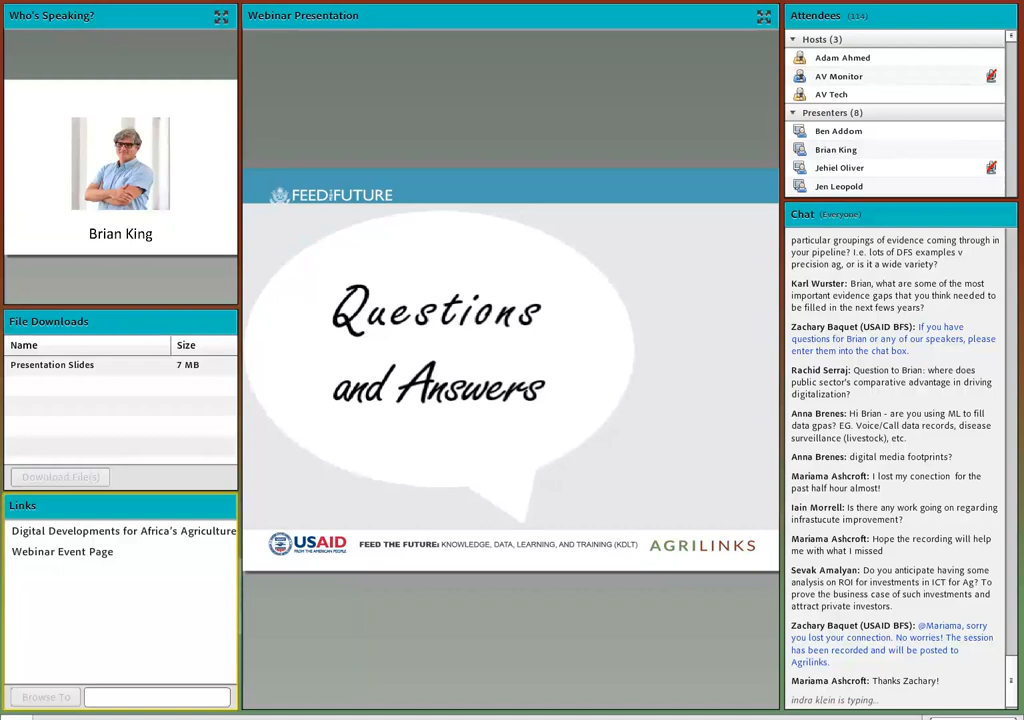 Who's Speaking?
Brian King
File Downloads
Name Size
Presentation Slides 7 MB
Download File(s)
Links
Digital Developments for Africa's Agriculture
Webinar Event Page
Browse To
Webinar Presentation
FEED THE FUTURE
Questions
and Answers
USAID
FROM THE AMERICAN PEOPLE
FEED THE FUTURE: KNOWLEDGE, DATA, LEARNING, AND TRAINING (KDLT)
AGRILINKS
Attendees (114)
Hosts (3)
Adam Ahmed
AV Monitor
AV Tech
Presenters (8)
Ben Addom
Brian King
Jehiel Oliver
Jen Leopold
Chat (Everyone)
particular groupings of evidence coming through in
your pipeline? I.e. lots of DFS examples v
precision ag, or is it a wide variety?
Karl Wurster: Brian, what are some of the most
important evidence gaps that you think needed to
be filled in the next fews years?
Zachary Baquet (USAID BFS): If you have
questions for Brian or any of our speakers, please
enter them into the chat box.
Rachid Serraj: Question to Brian: where does
public sector's comparative advantage in driving
digitalization?
Anna Brenes: Hi Brian - are you using ML to fill
data gpas? EG. Voice/Call data records, disease
surveillance (livestock), etc.
Anna Brenes: digital media footprints?
Mariama Ashcroft: I lost my conection for the
past half hour almost!
Iain Morrell: Is there any work going on regarding
infrastucute improvement?
Mariama Ashcroft: Hope the recording will help
me with what I missed
Sevak Amalyan: Do you anticipate having some
analysis on ROI for investments in ICT for Ag? To
prove the business case of such investments and
attract private investors.
Zachary Baquet (USAID BFS): @Mariama, sorry
you lost your connection. No worries! The session
has been recorded and will be posted to
Agrilinks.
Mariama Ashcroft: Thanks Zachary!
indra klein is typing...